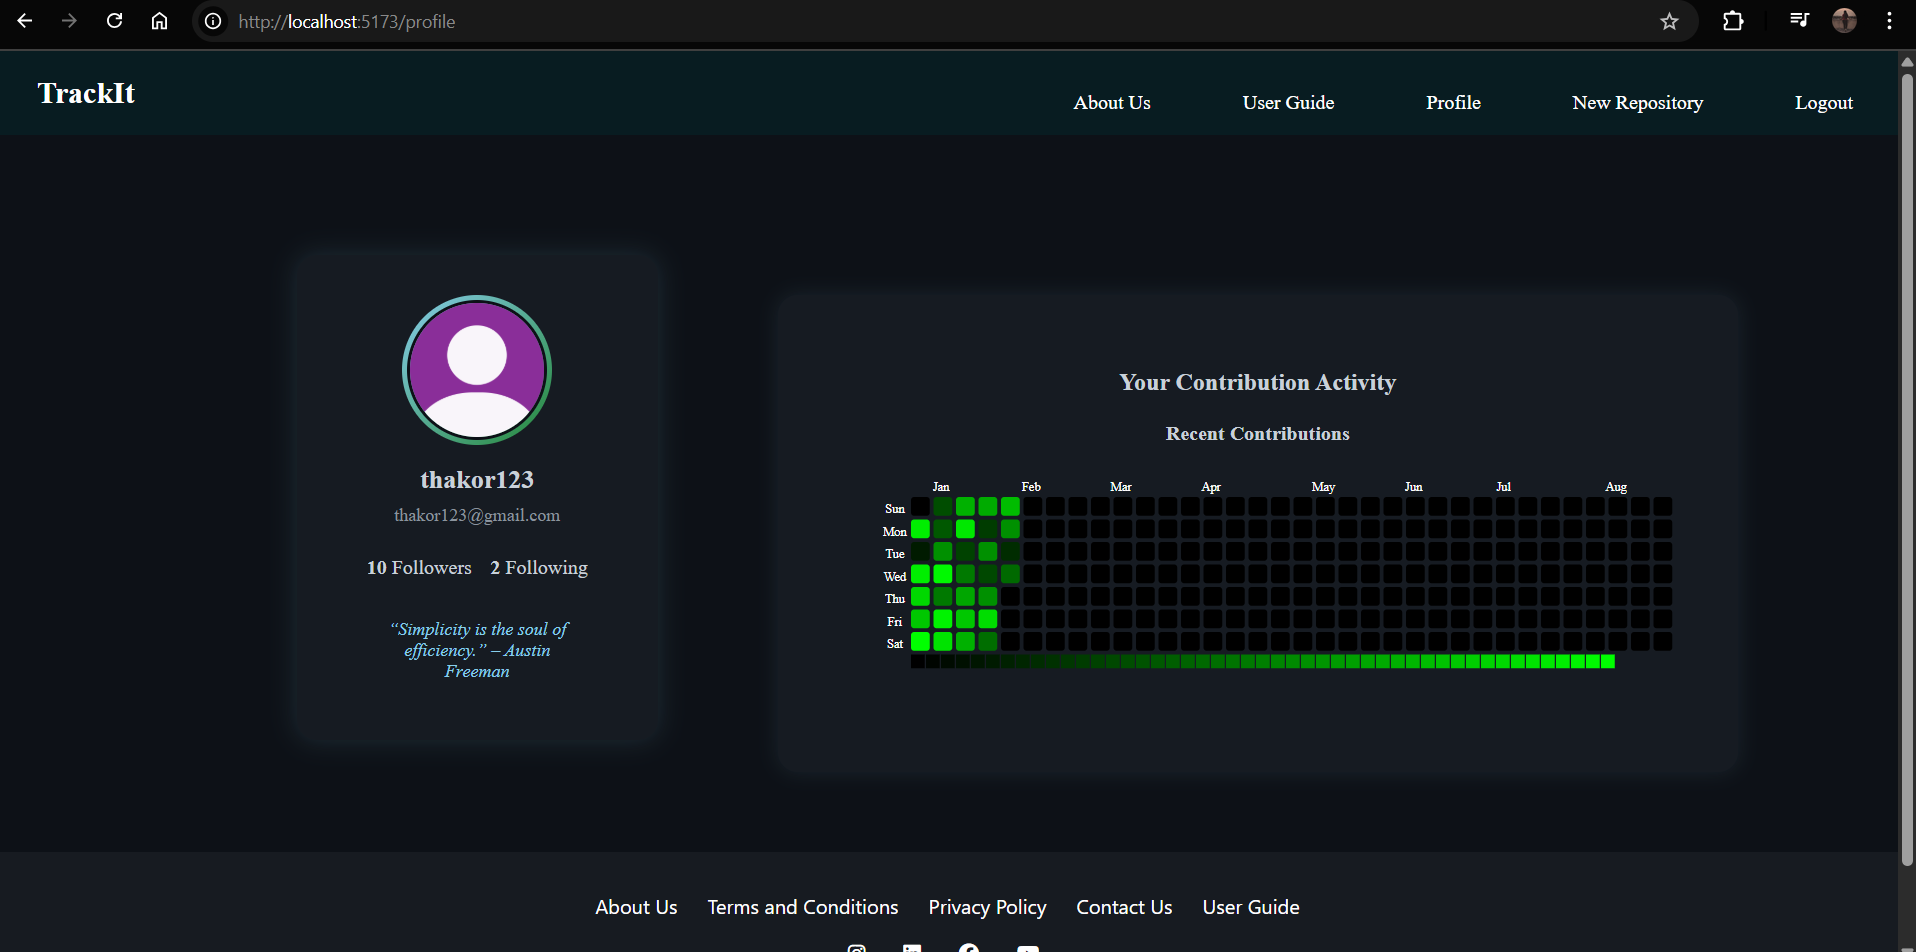 http://localhost:5173/profile
TrackIt
About Us
User Guide
Profile
New Repository
Logout
thakor123
thakor123@gmail.com
10 Followers 2 Following
“Simplicity is the soul of
efficiency.” – Austin
Freeman
Your Contribution Activity
Recent Contributions
Jan Feb Mar Apr May Jun Jul Aug
Sun
Mon
Tue
Wed
Thu
Fri
Sat
About Us Terms and Conditions Privacy Policy Contact Us User Guide